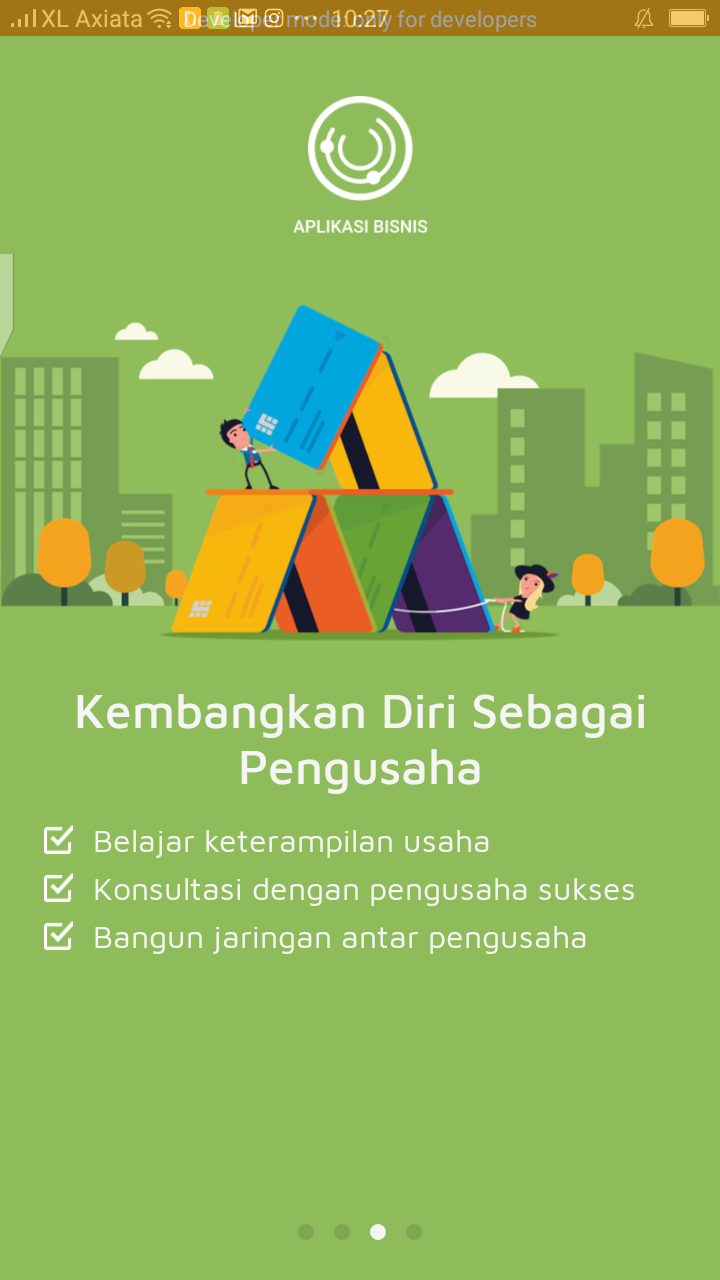 XL Axiata Developer mode: only for developers 10:27
APLIKASI BISNIS
Kembangkan Diri Sebagai
Pengusaha
Belajar keterampilan usaha
Konsultasi dengan pengusaha sukses
Bangun jaringan antar pengusaha